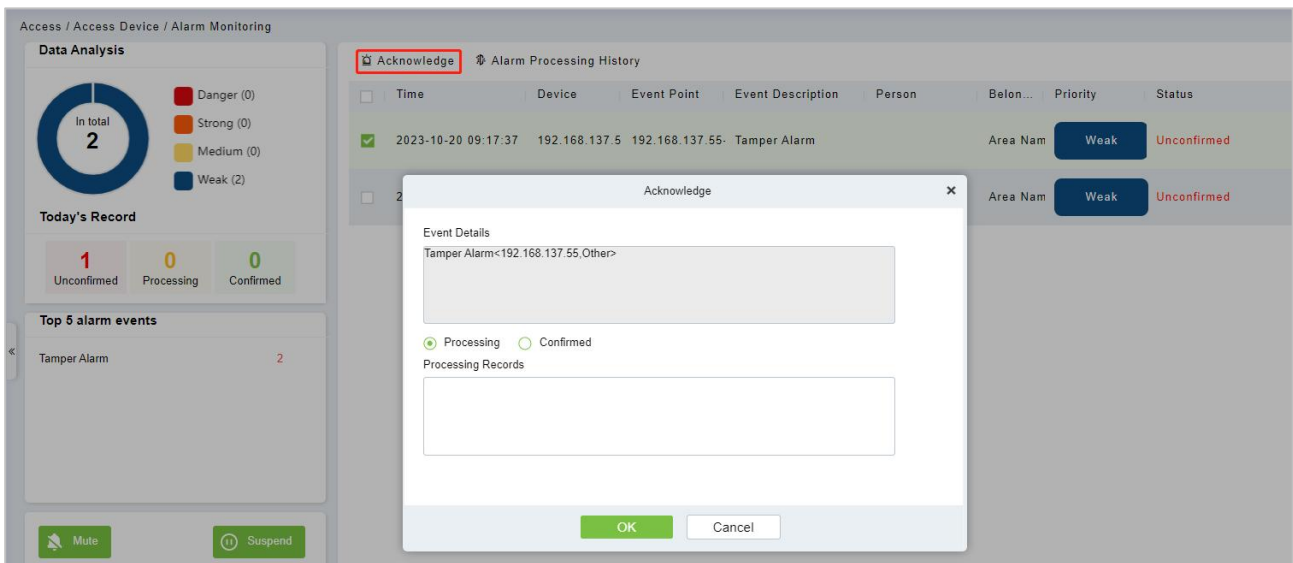 Access / Access Device / Alarm Monitoring
Data Analysis
In total
2
Danger (0)
Strong (0)
Medium (0)
Weak (2)
Today's Record
1
Unconfirmed
0
Processing
0
Confirmed
Top 5 alarm events
Tamper Alarm 2
Mute
Suspend
Acknowledge Alarm Processing History
Time Device Event Point Event Description Person Belon... Priority Status
2023-10-20 09:17:37 192.168.137.5 192.168.137.55- Tamper Alarm Area Nam Weak Unconfirmed
2 Area Nam Weak Unconfirmed
Acknowledge
Event Details
Tamper Alarm<192.168.137.55,Other>
Processing Confirmed
Processing Records
OK Cancel